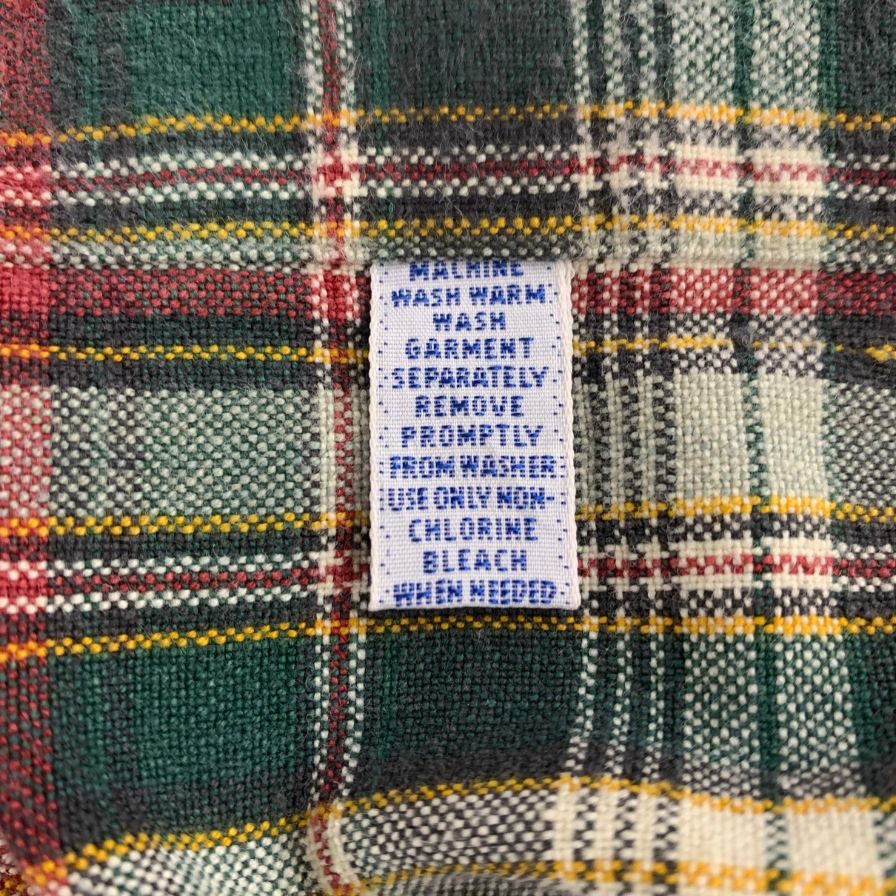 MACHINE
WASH WARM
WASH
GARMENT
SEPARATELY
REMOVE
PROMPTLY
FROM WASHER
USE ONLY NON-
CHLORINE
BLEACH
WHEN NEEDED